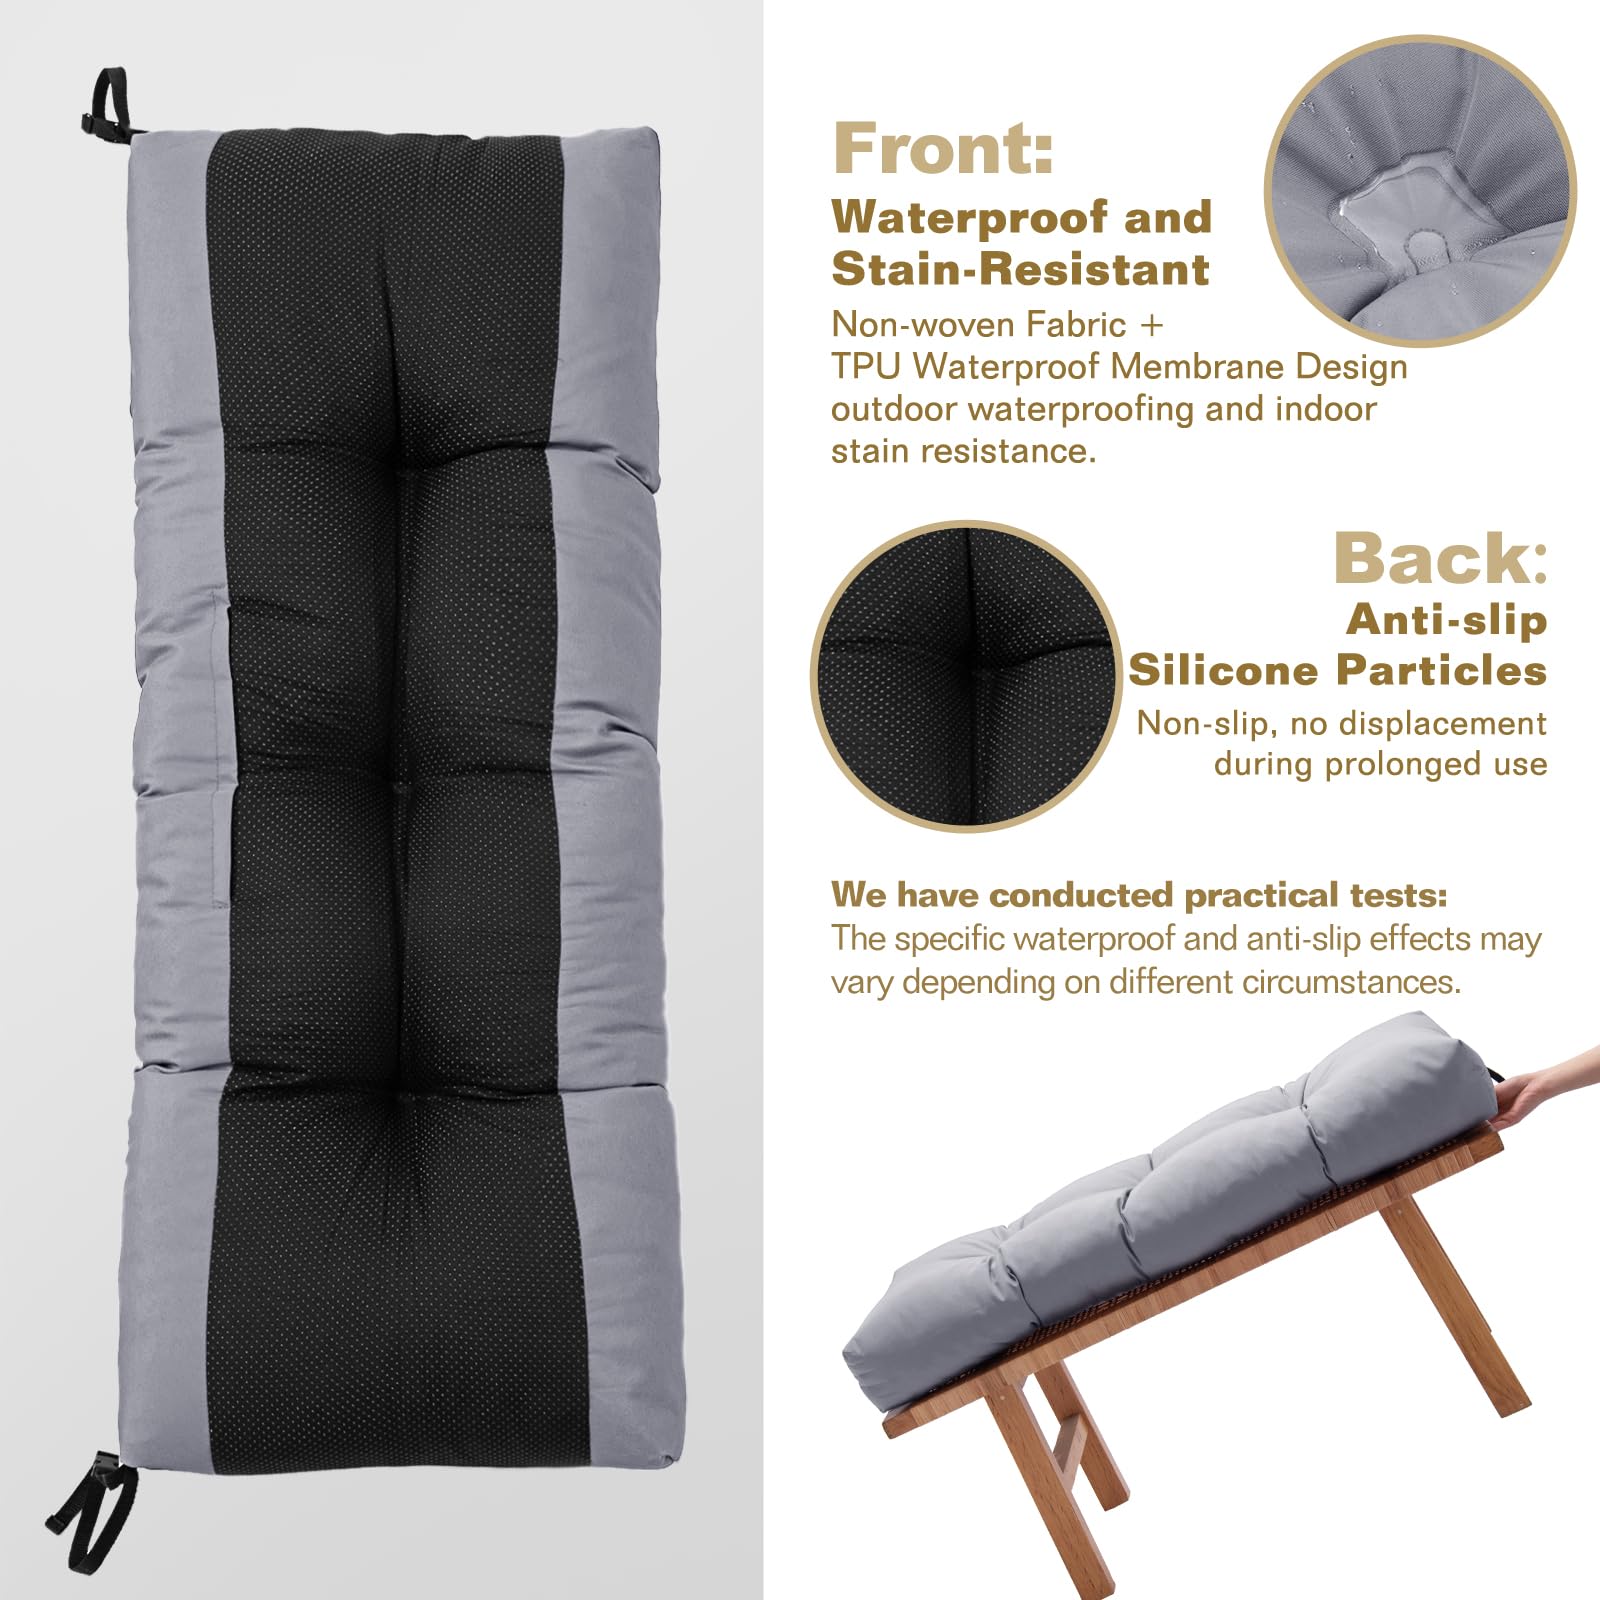 Front:
Waterproof and
Stain-Resistant
Non-woven Fabric +
TPU Waterproof Membrane Design
outdoor waterproofing and indoor
stain resistance.
Back:
Anti-slip
Silicone Particles
Non-slip, no displacement
during prolonged use
We have conducted practical tests:
The specific waterproof and anti-slip effects may
vary depending on different circumstances.